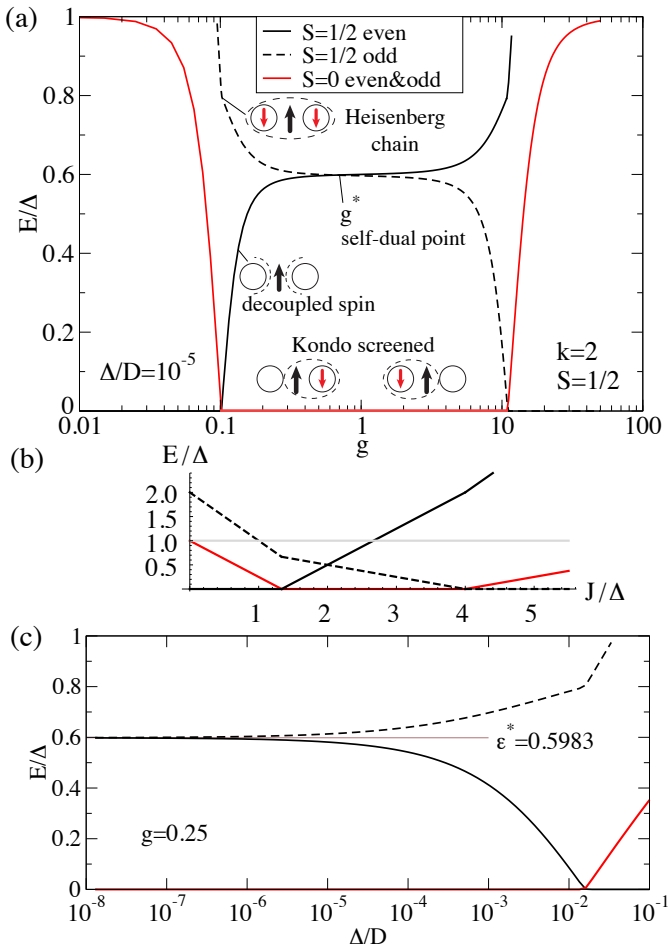 (a)
1
0.8
0.6
0.4
0.2
0
E/Δ
S=1/2 even
S=1/2 odd
S=0 even&odd
Heisenberg
chain
g*
self-dual point
decoupled spin
Kondo screened
Δ/D=10^-5
k=2
S=1/2
0.01
0.1
1
10
100
g
(b)
E/Δ
2.0
1.5
1.0
0.5
1
2
3
4
5
J/Δ
(c)
1
0.8
0.6
0.4
0.2
0
E/Δ
ε*=0.5983
g=0.25
10^-8
10^-7
10^-6
10^-5
10^-4
10^-3
10^-2
10^-1
Δ/D